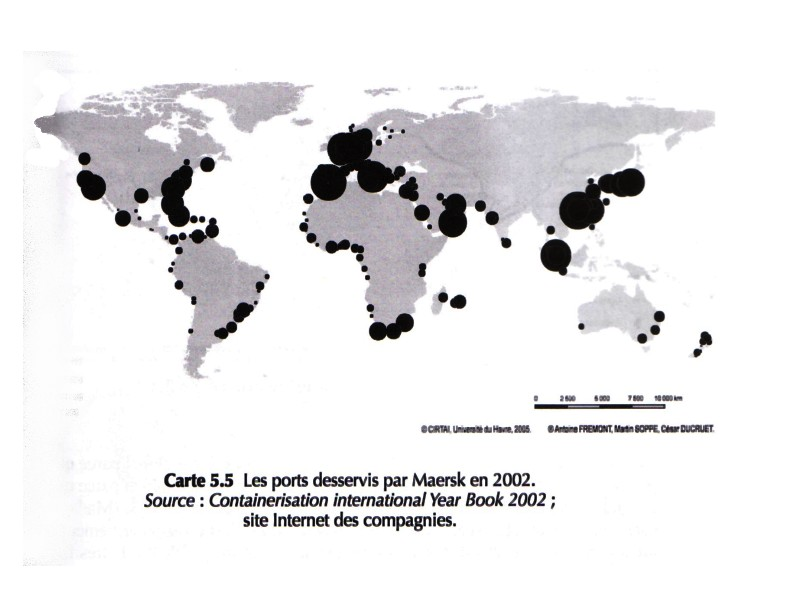 0 2 500 5 000 7 500 10 000 km
© CIRTAI, Université du Havre, 2005. © Antoine FREMONT, Martin SOPPE, César DUCRUET.
Carte 5.5 Les ports desservis par Maersk en 2002.
Source : Containerisation international Year Book 2002 ;
site Internet des compagnies.